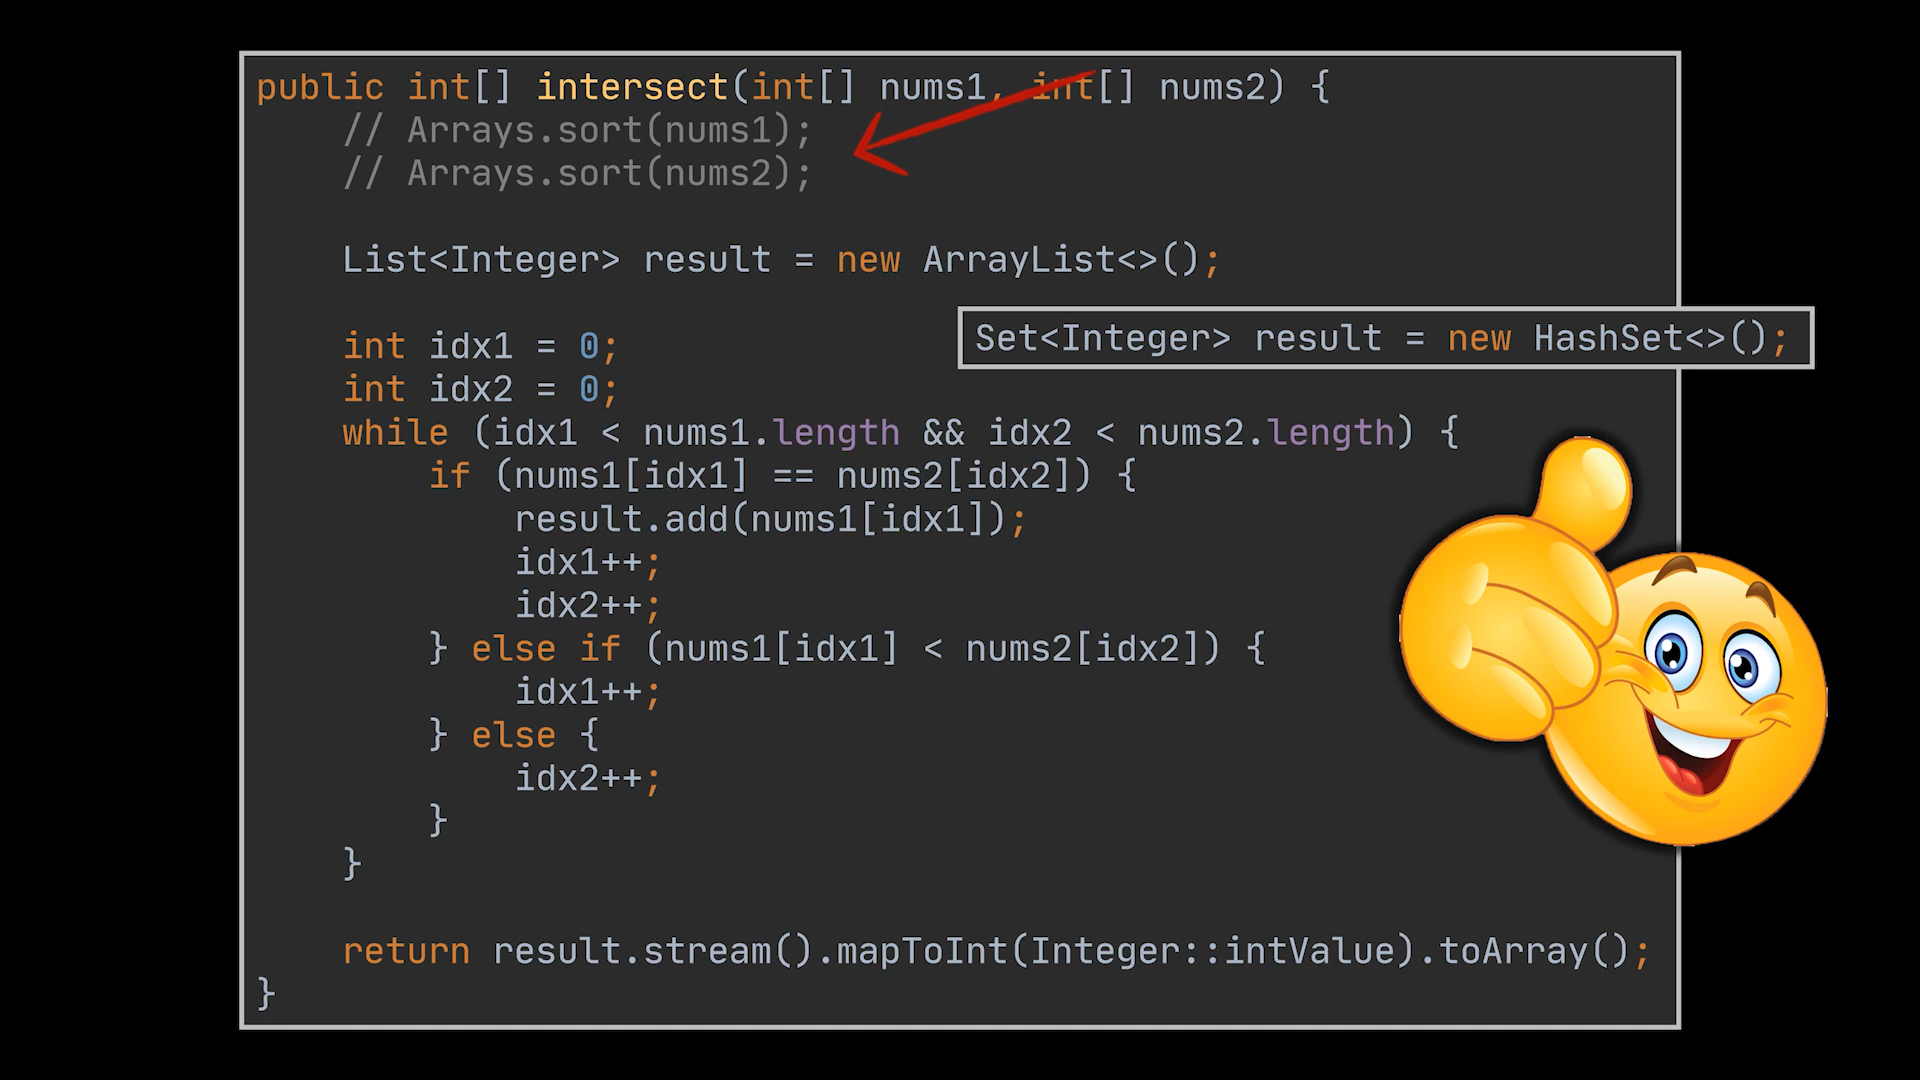 public int[] intersect(int[] nums1, int[] nums2) {
// Arrays.sort(nums1);
// Arrays.sort(nums2);
List<Integer> result = new ArrayList<>();
Set<Integer> result = new HashSet<>();
int idx1 = 0;
int idx2 = 0;
while (idx1 < nums1.length && idx2 < nums2.length) {
if (nums1[idx1] == nums2[idx2]) {
result.add(nums1[idx1]);
idx1++;
idx2++;
} else if (nums1[idx1] < nums2[idx2]) {
idx1++;
} else {
idx2++;
}
}
return result.stream().mapToInt(Integer::intValue).toArray();
}